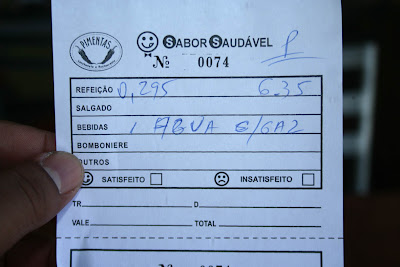 PIMENTAS
SABOR SAUDÁVEL
Nº 0074
REFEIÇÃO 0,295 6.35
SALGADO
BEBIDAS 1 AGUA S/GAZ
BOMBONIERE
OUTROS
SATISFEITO INSATISFEITO
TR D
VALE TOTAL